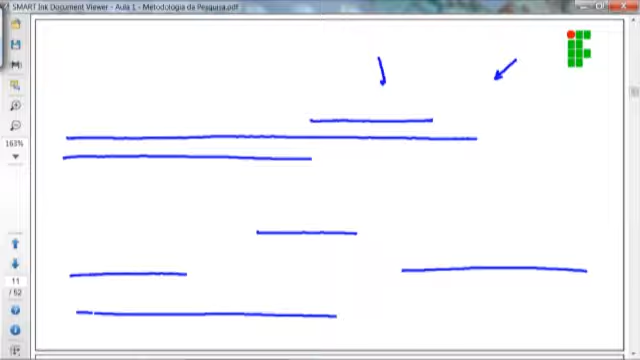 SMART Ink Document Viewer - Aula 1 - Metodologia da Pesquisa.pdf
163%
11
/ 52